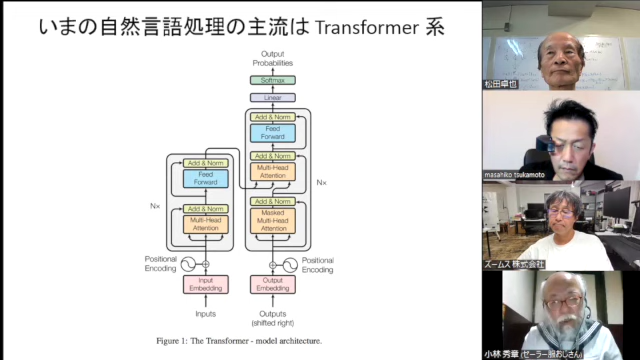 いまの自然言語処理の主流は Transformer 系
Output
Probabilities
Softmax
Linear
Add & Norm
Feed
Forward
Add & Norm
Multi-Head
Attention
Add & Norm
Masked
Multi-Head
Attention
Nx
Add & Norm
Feed
Forward
Add & Norm
Multi-Head
Attention
Nx
Positional
Encoding
Positional
Encoding
Input
Embedding
Output
Embedding
Inputs
Outputs
(shifted right)
Figure 1: The Transformer - model architecture.
松田卓也
masahiko tsukamoto
ズームス 株式会社
小林 秀章 (セーラー服おじさん)